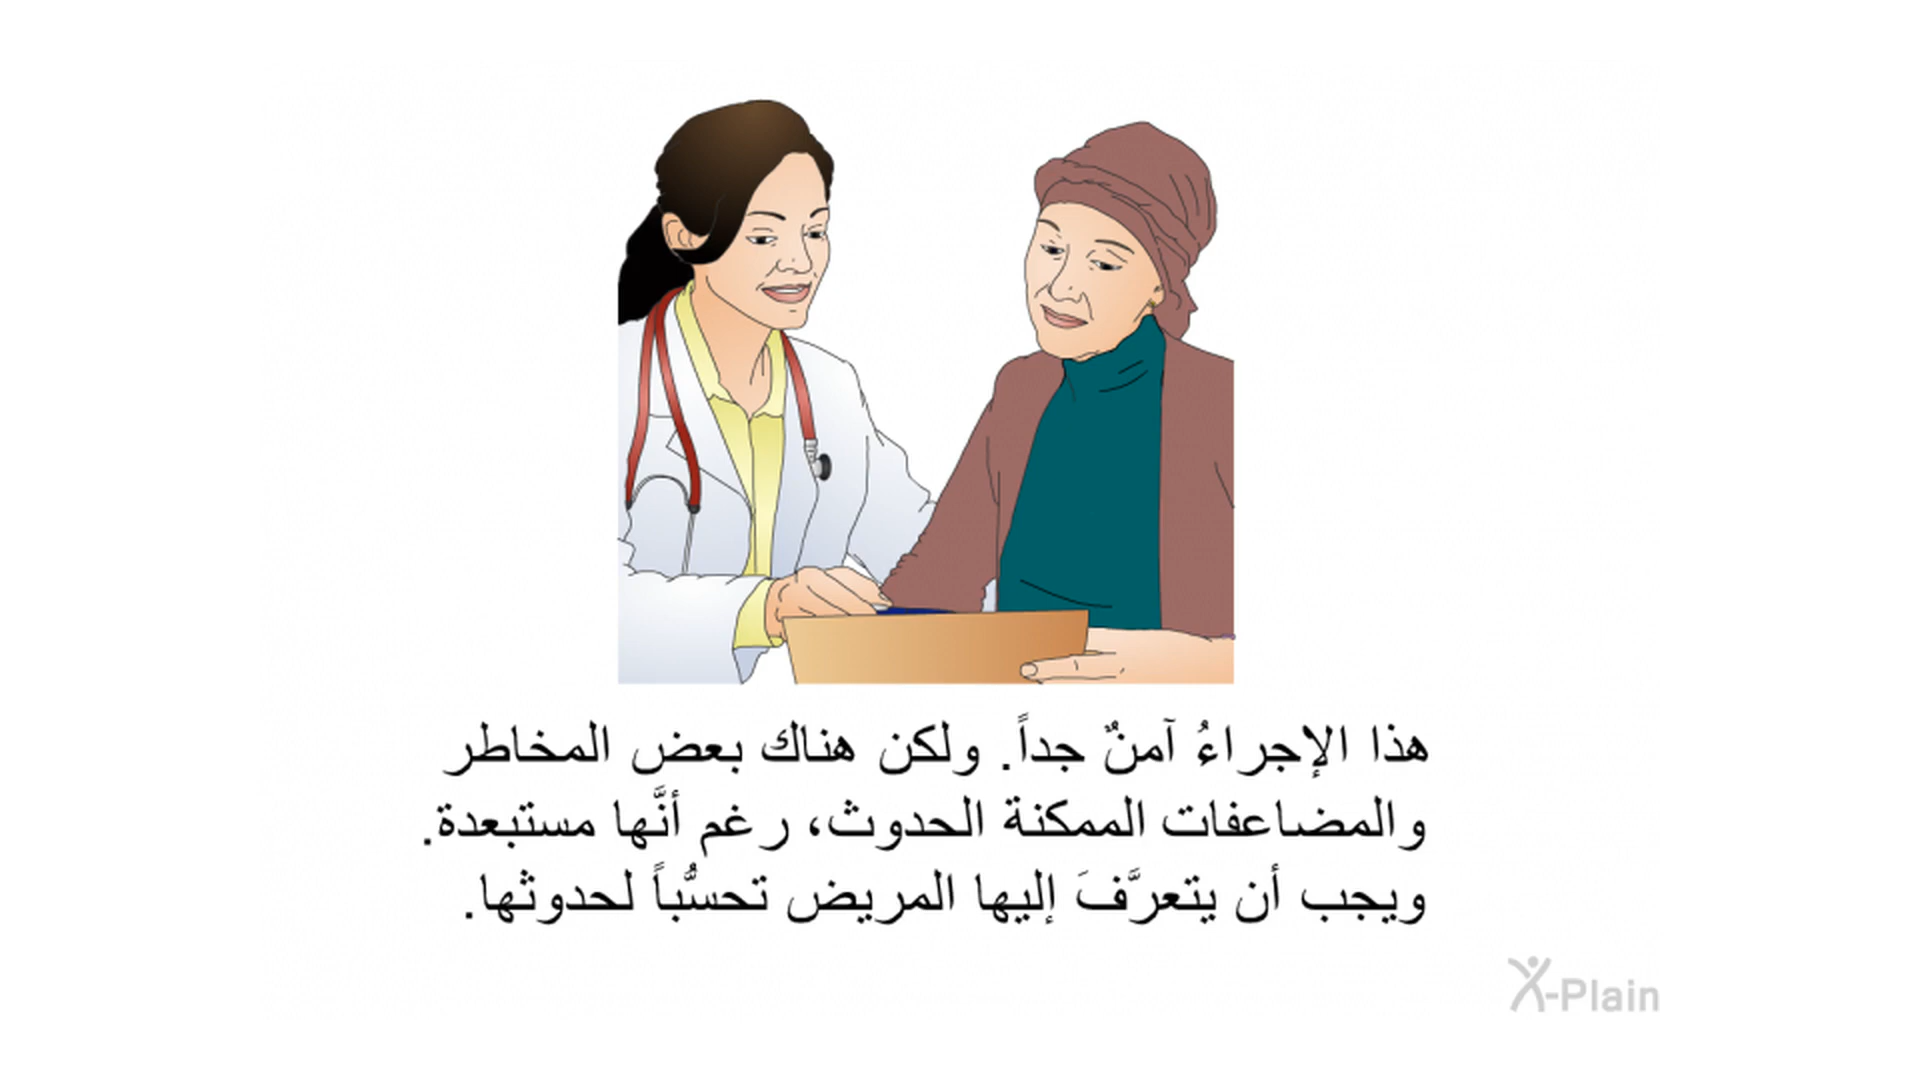 هذا الإجراءُ آمنٌ جداً. ولكن هناك بعض المخاطر
والمضاعفات الممكنة الحدوث، رغم أنَّها مستبعدة.
ويجب أن يتعرَّفَ إليها المريض تحسُّباً لحدوثها.
X-Plain